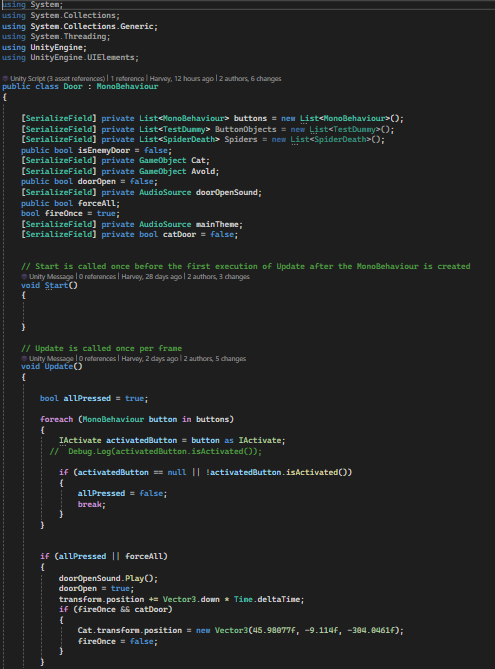 using System;
using System.Collections;
using System.Collections.Generic;
using System.Threading;
using UnityEngine;
using UnityEngine.UIElements;
Unity Script (3 asset references) | 1 reference | Harvey, 12 hours ago | 2 authors, 6 changes
public class Door : MonoBehaviour
{
[SerializeField] private List<MonoBehaviour> buttons = new List<MonoBehaviour>();
[SerializeField] private List<TestDummy> ButtonObjects = new List<TestDummy>();
[SerializeField] private List<SpiderDeath> Spiders = new List<SpiderDeath>();
public bool isEnemyDoor = false;
[SerializeField] private GameObject Cat;
[SerializeField] private GameObject Avold;
public bool doorOpen = false;
[SerializeField] private AudioSource doorOpenSound;
public bool forceAll;
bool fireOnce = true;
[SerializeField] private AudioSource mainTheme;
[SerializeField] private bool catDoor = false;
// Start is called once before the first execution of Update after the MonoBehaviour is created
Unity Message | 0 references | Harvey, 28 days ago | 2 authors, 3 changes
void Start()
{
}
// Update is called once per frame
Unity Message | 0 references | Harvey, 2 days ago | 2 authors, 5 changes
void Update()
{
bool allPressed = true;
foreach (MonoBehaviour button in buttons)
{
IActivate activatedButton = button as IActivate;
// Debug.Log(activatedButton.isActivated());
if (activatedButton == null || !activatedButton.isActivated())
{
allPressed = false;
break;
}
}
if (allPressed || forceAll)
{
doorOpenSound.Play();
doorOpen = true;
transform.position += Vector3.down * Time.deltaTime;
if (fireOnce && catDoor)
{
Cat.transform.position = new Vector3(45.98077f, -9.114f, -304.0461f);
fireOnce = false;
}
}